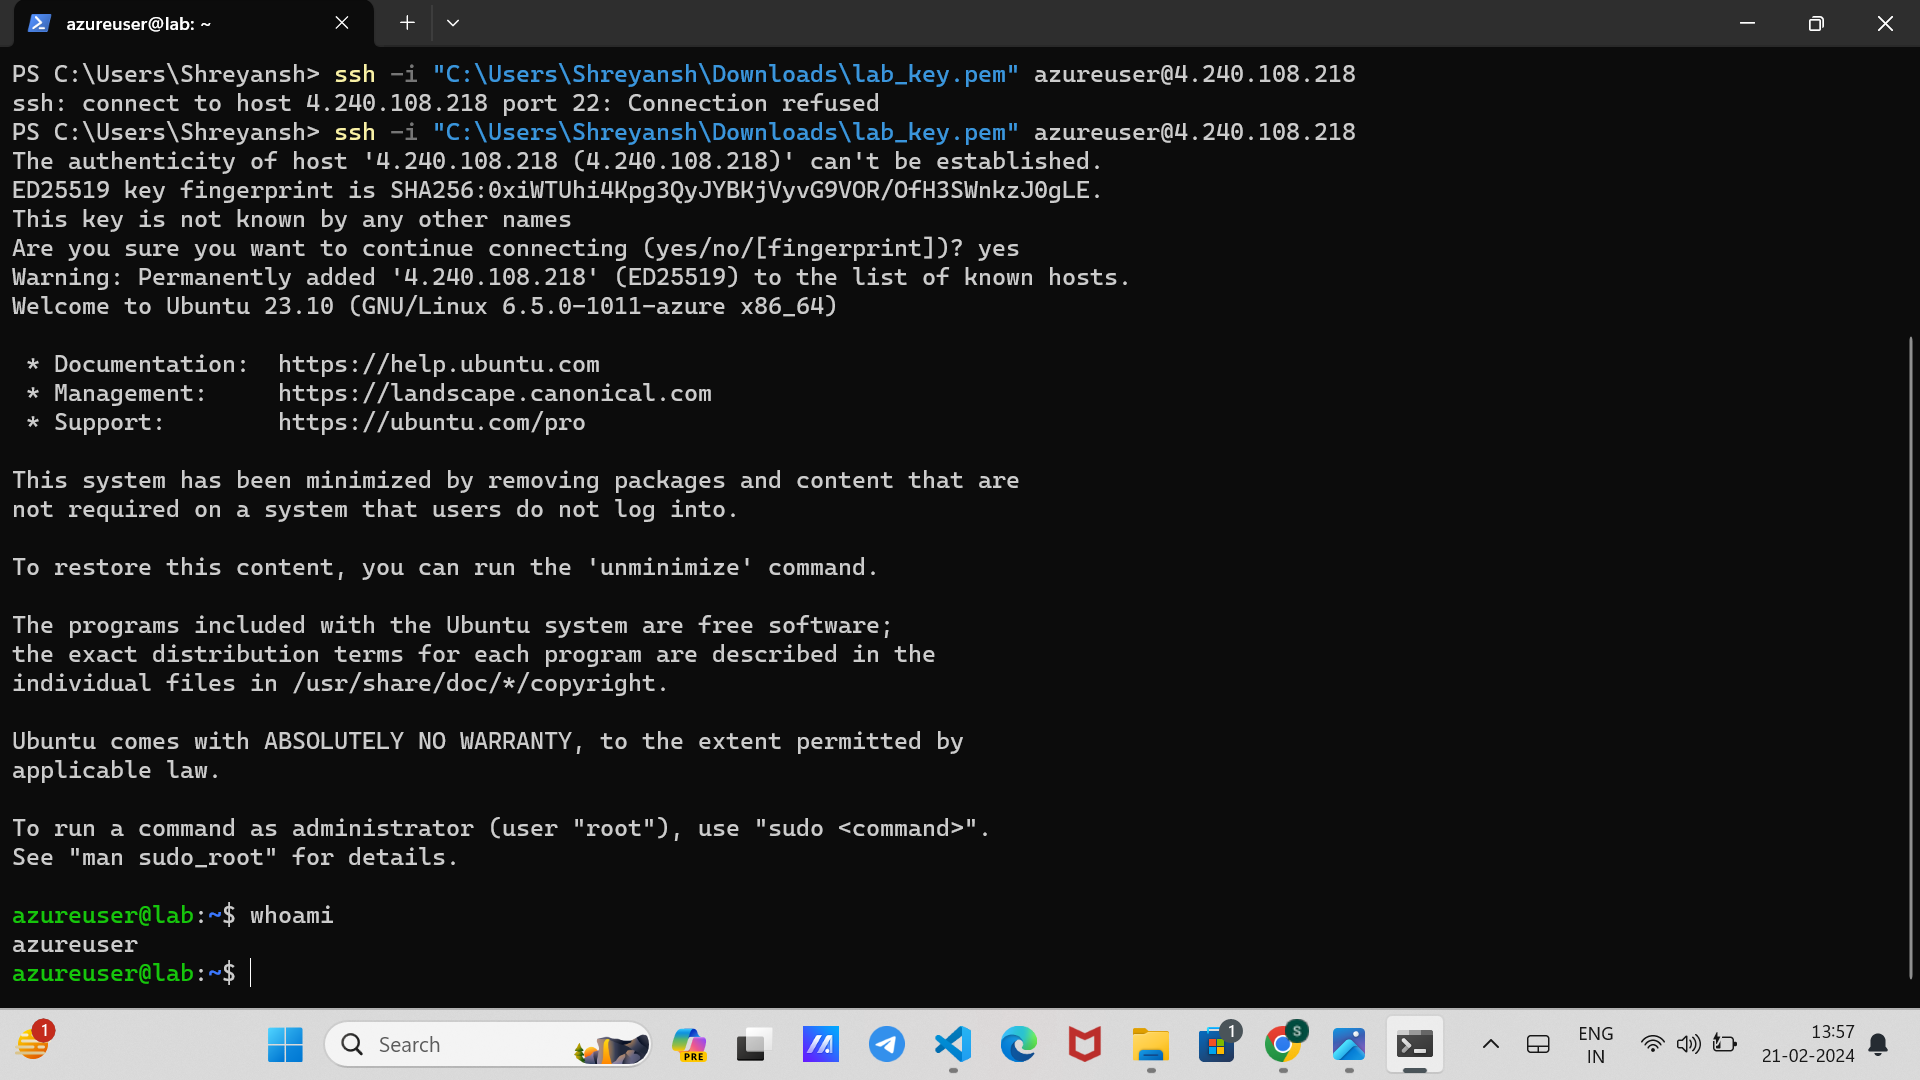 azureuser@lab: ~
PS C:\Users\Shreyansh> ssh -i "C:\Users\Shreyansh\Downloads\lab_key.pem" azureuser@4.240.108.218
ssh: connect to host 4.240.108.218 port 22: Connection refused
PS C:\Users\Shreyansh> ssh -i "C:\Users\Shreyansh\Downloads\lab_key.pem" azureuser@4.240.108.218
The authenticity of host '4.240.108.218 (4.240.108.218)' can't be established.
ED25519 key fingerprint is SHA256:0xiWTUhi4Kpg3QyJYBKjVyvG9VOR/OfH3SWnkzJ0gLE.
This key is not known by any other names
Are you sure you want to continue connecting (yes/no/[fingerprint])? yes
Warning: Permanently added '4.240.108.218' (ED25519) to the list of known hosts.
Welcome to Ubuntu 23.10 (GNU/Linux 6.5.0-1011-azure x86_64)
* Documentation:  https://help.ubuntu.com
* Management:     https://landscape.canonical.com
* Support:        https://ubuntu.com/pro
This system has been minimized by removing packages and content that are
not required on a system that users do not log into.
To restore this content, you can run the 'unminimize' command.
The programs included with the Ubuntu system are free software;
the exact distribution terms for each program are described in the
individual files in /usr/share/doc/*/copyright.
Ubuntu comes with ABSOLUTELY NO WARRANTY, to the extent permitted by
applicable law.
To run a command as administrator (user "root"), use "sudo <command>".
See "man sudo_root" for details.
azureuser@lab:~$ whoami
azureuser
azureuser@lab:~$
1
Search
PRE
1
S
ENG
IN
13:57
21-02-2024